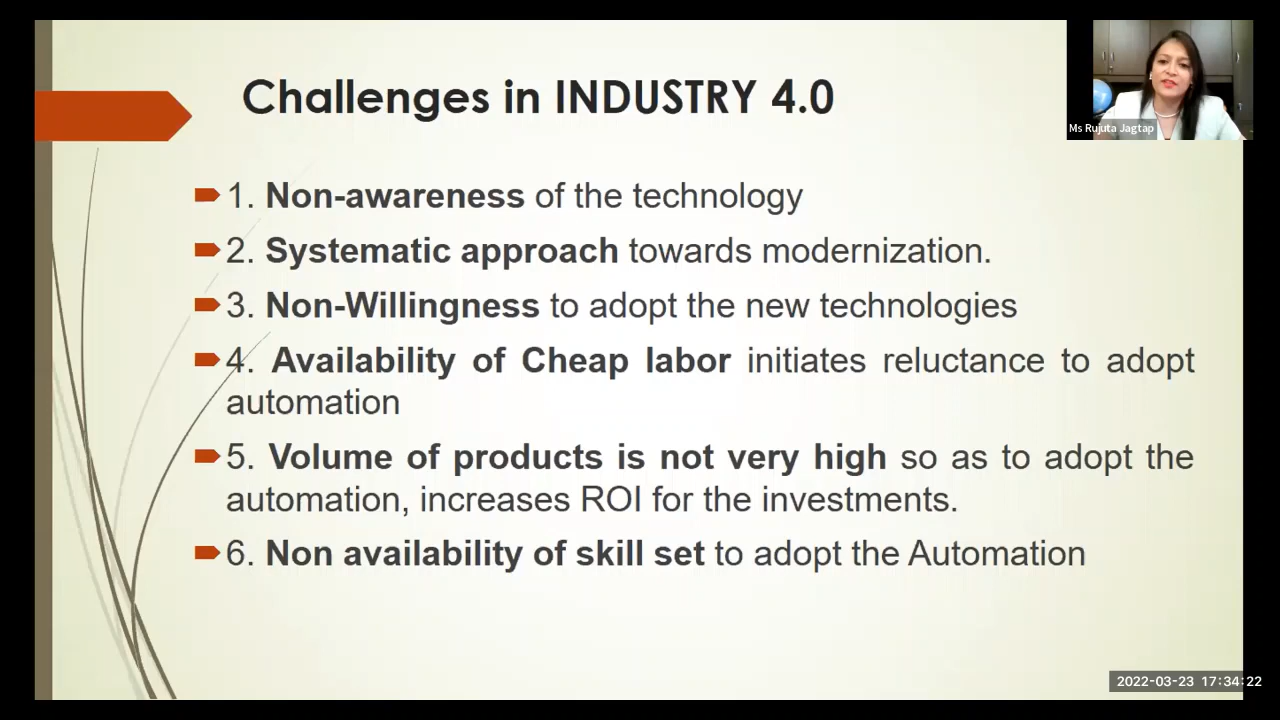 Challenges in INDUSTRY 4.0
Ms Rujuta Jagtap
1. Non-awareness of the technology
2. Systematic approach towards modernization.
3. Non-Willingness to adopt the new technologies
4. Availability of Cheap labor initiates reluctance to adopt
automation
5. Volume of products is not very high so as to adopt the
automation, increases ROI for the investments.
6. Non availability of skill set to adopt the Automation
2022-03-23 17:34:22